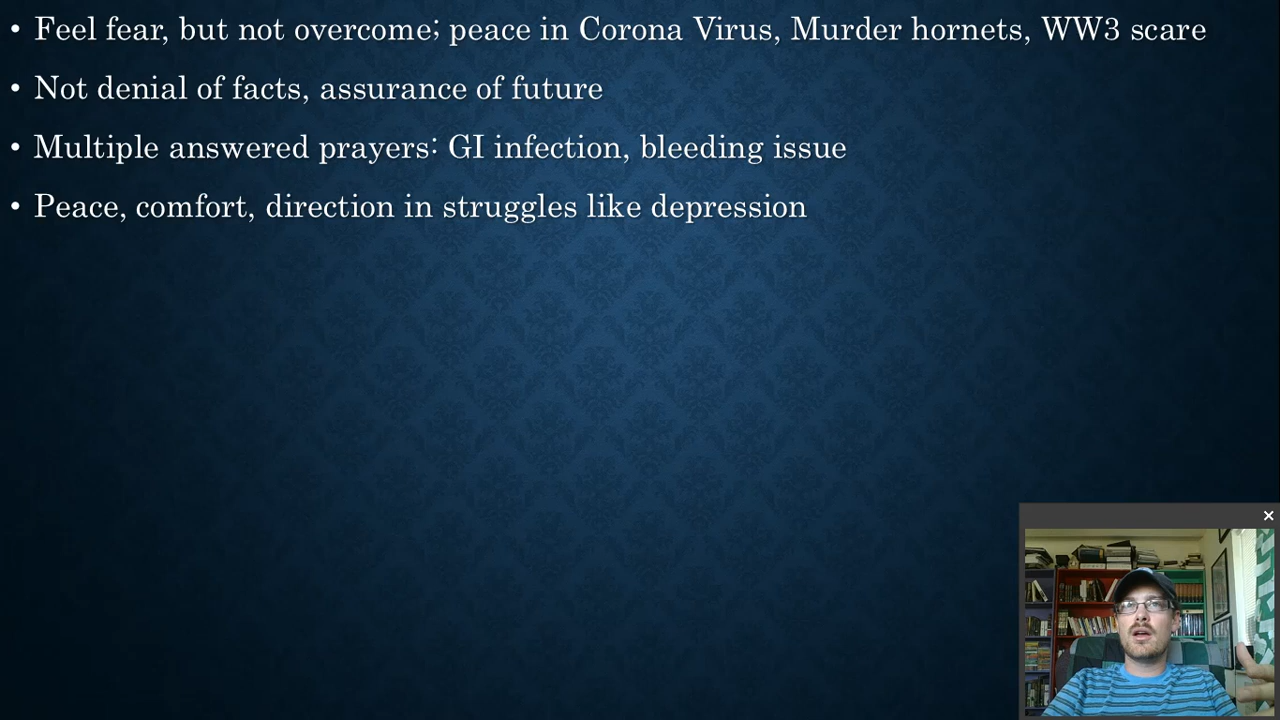 • Feel fear, but not overcome; peace in Corona Virus, Murder hornets, WW3 scare
• Not denial of facts, assurance of future
• Multiple answered prayers: GI infection, bleeding issue
• Peace, comfort, direction in struggles like depression